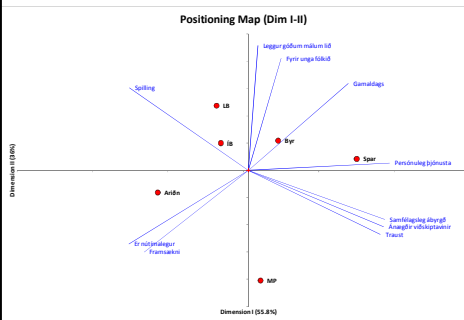 Positioning Map (Dim I-II)
Leggur góðum málum lið
Fyrir unga fólkið
Gamaldags
Spilling
LB
ÍB
Byr
Spar
Persónuleg þjónusta
Dimension II (36%)
Arion
Samfélagsleg ábyrgð
Ánægðir viðskiptavinir
Traust
Er nútímalegur
Framsækni
MP
Dimension I (55.8%)